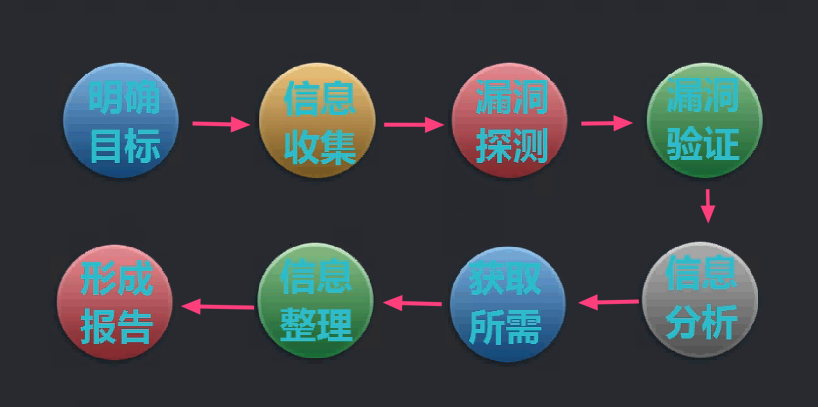 明确
目标
信息
收集
漏洞
探测
漏洞
验证
信息
分析
获取
所需
信息
整理
形成
报告